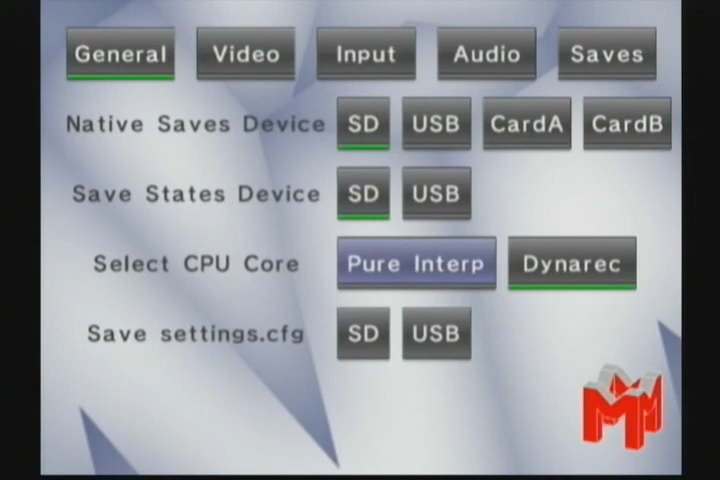 General Video Input Audio Saves
Native Saves Device SD USB CardA CardB
Save States Device SD USB
Select CPU Core Pure Interp Dynarec
Save settings.cfg SD USB